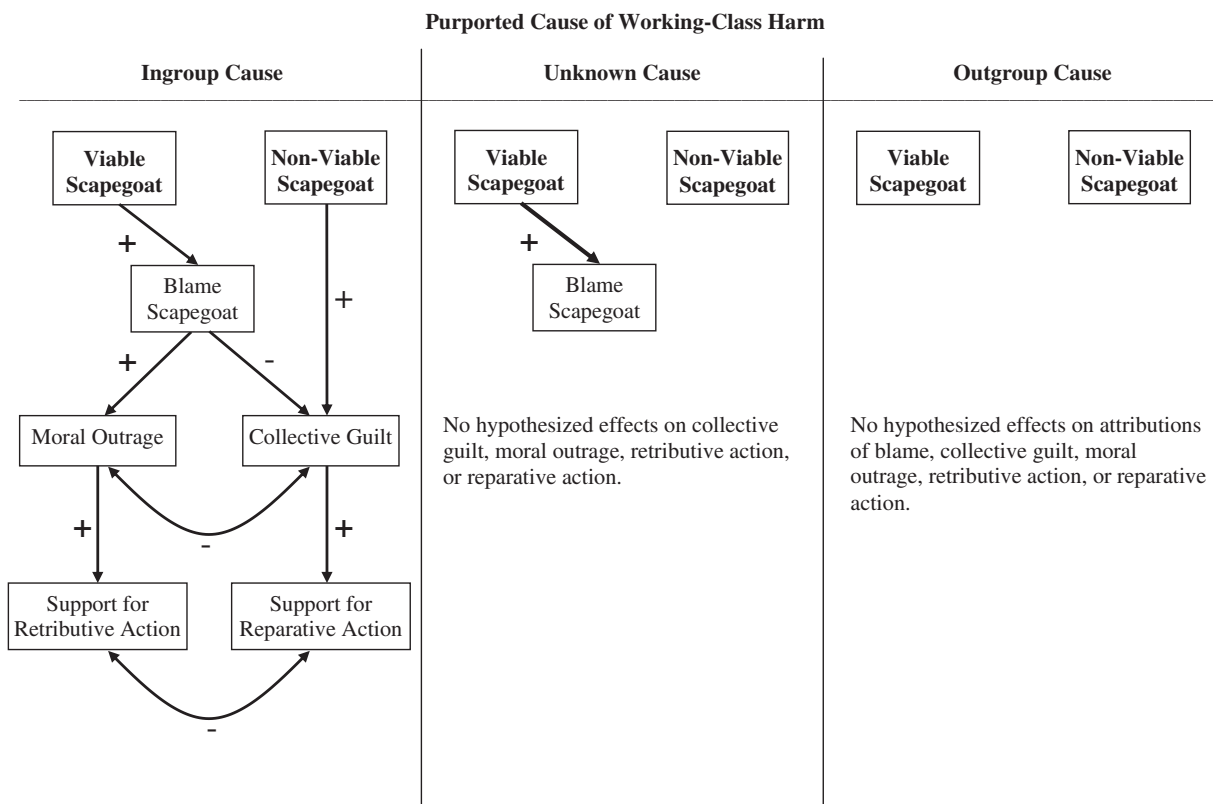 Purported Cause of Working-Class Harm
Ingroup Cause
Unknown Cause
Outgroup Cause
Viable
Scapegoat
Non-Viable
Scapegoat
+
Blame
Scapegoat
+
+
-
Moral Outrage
Collective Guilt
+
-
+
Support for
Retributive Action
Support for
Reparative Action
-
Viable
Scapegoat
Non-Viable
Scapegoat
+
Blame
Scapegoat
No hypothesized effects on collective
guilt, moral outrage, retributive action,
or reparative action.
Viable
Scapegoat
Non-Viable
Scapegoat
No hypothesized effects on attributions
of blame, collective guilt, moral
outrage, retributive action, or reparative
action.